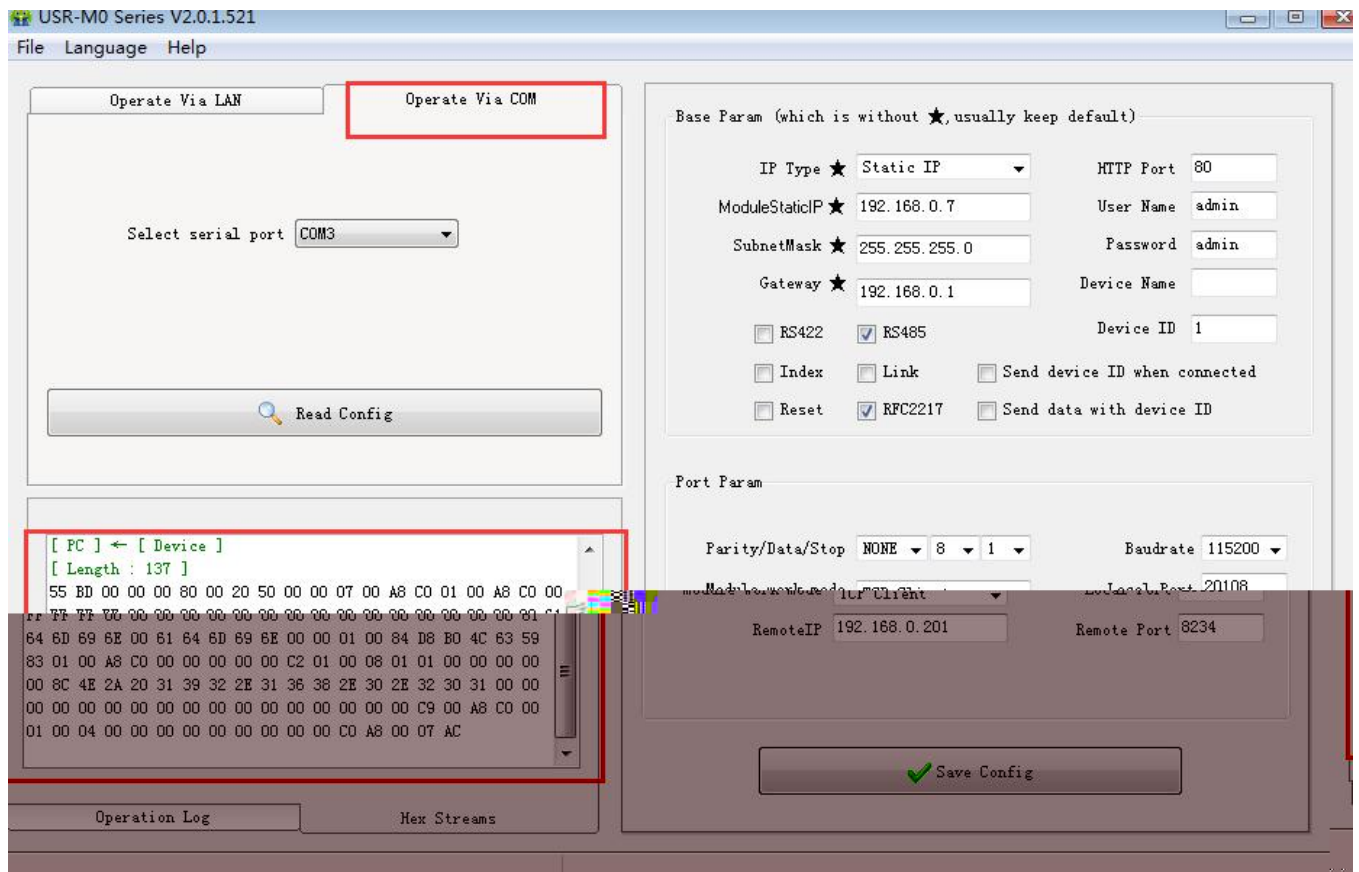 USR-M0 Series V2.0.1.521
File Language Help
Operate Via LAN
Operate Via COM
Select serial port COM3
Read Config
[ PC ] ← [ Device ]
[ Length : 137 ]
55 BD 00 00 00 80 00 20 50 00 00 07 00 A8 C0 01 00 A8 C0 00
64 6D 69 6E 00 61 64 6D 69 6E 00 00 01 00 84 D8 B0 4C 63 59
83 01 00 A8 C0 00 00 00 00 00 C2 01 00 08 01 01 00 00 00 00
00 8C 4E 2A 20 31 39 32 2E 31 36 38 2E 30 2E 32 30 31 00 00
00 00 00 00 00 00 00 00 00 00 00 00 00 00 00 C9 00 A8 C0 00
01 00 04 00 00 00 00 00 00 00 00 00 C0 A8 00 07 AC
Operation Log
Hex Streams
Base Param (which is without ★,usually keep default)
IP Type ★ Static IP
HTTP Port 80
ModuleStaticIP ★ 192.168.0.7
User Name admin
SubnetMask ★ 255.255.255.0
Password admin
Gateway ★ 192.168.0.1
Device Name
RS422 RS485
Device ID 1
Index Link Send device ID when connected
Reset RFC2217 Send data with device ID
Port Param
Parity/Data/Stop NONE 8 1
Baudrate 115200
TCP Client
20108
RemoteIP 192.168.0.201
Remote Port 8234
Save Config